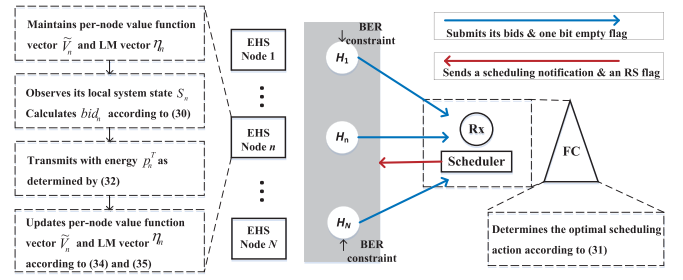 Maintains per-node value function
vector Ṽn and LM vector ηn
Observes its local system state Sn
Calculates bidn according to (30)
Transmits with energy pnT as
determined by (32)
Updates per-node value function
vector Ṽn and LM vector ηn
according to (34) and (35)
EHS
Node 1
EHS
Node n
EHS
Node N
BER
constraint
H1
Hn
HN
BER
constraint
Submits its bids & one bit empty flag
Sends a scheduling notification & an RS flag
Rx
Scheduler
FC
Determines the optimal scheduling
action according to (31)